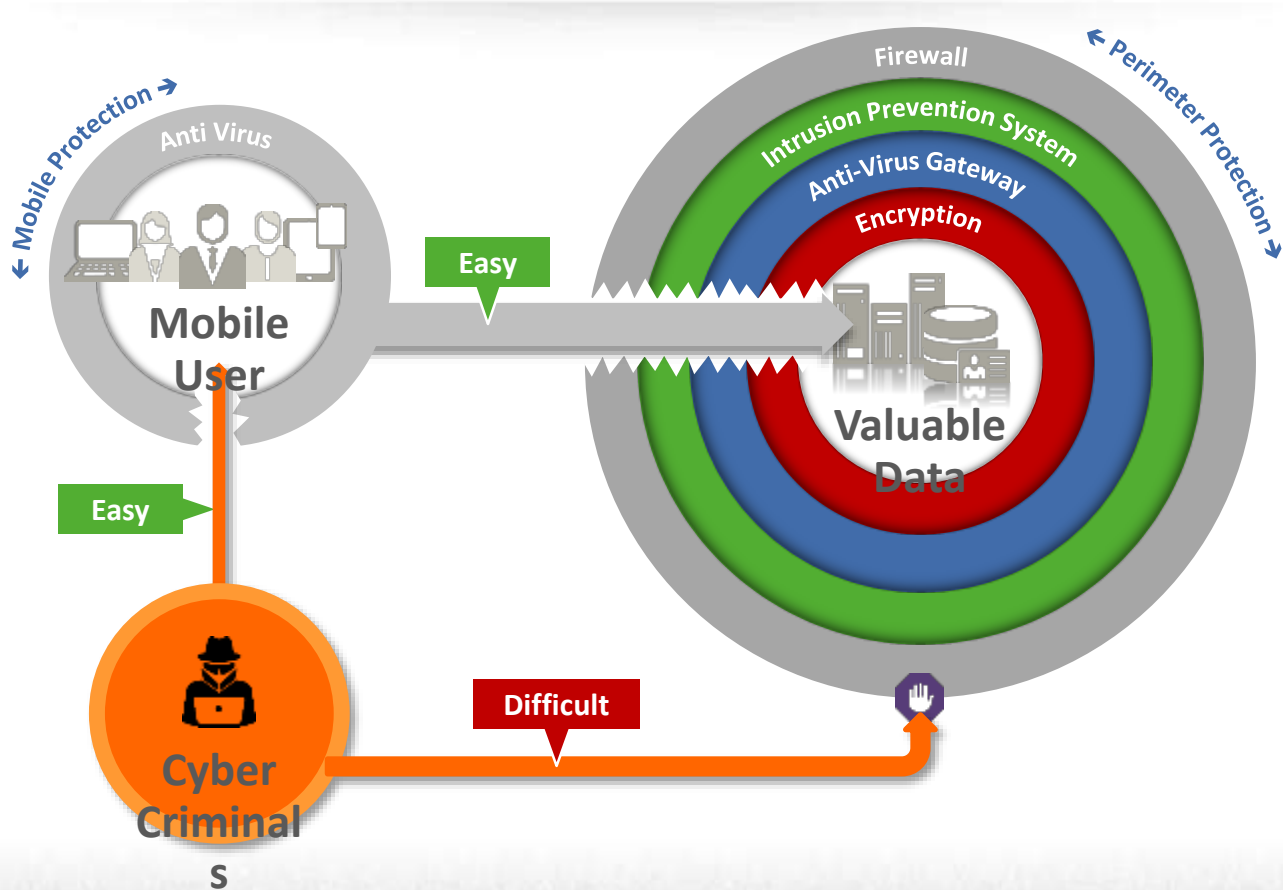 Firewall
← Perimeter Protection →
← Mobile Protection →
Anti Virus
Intrusion Prevention System
Anti-Virus Gateway
Encryption
Easy
Mobile
User
Valuable
Data
Easy
Difficult
Cyber
Criminal
s